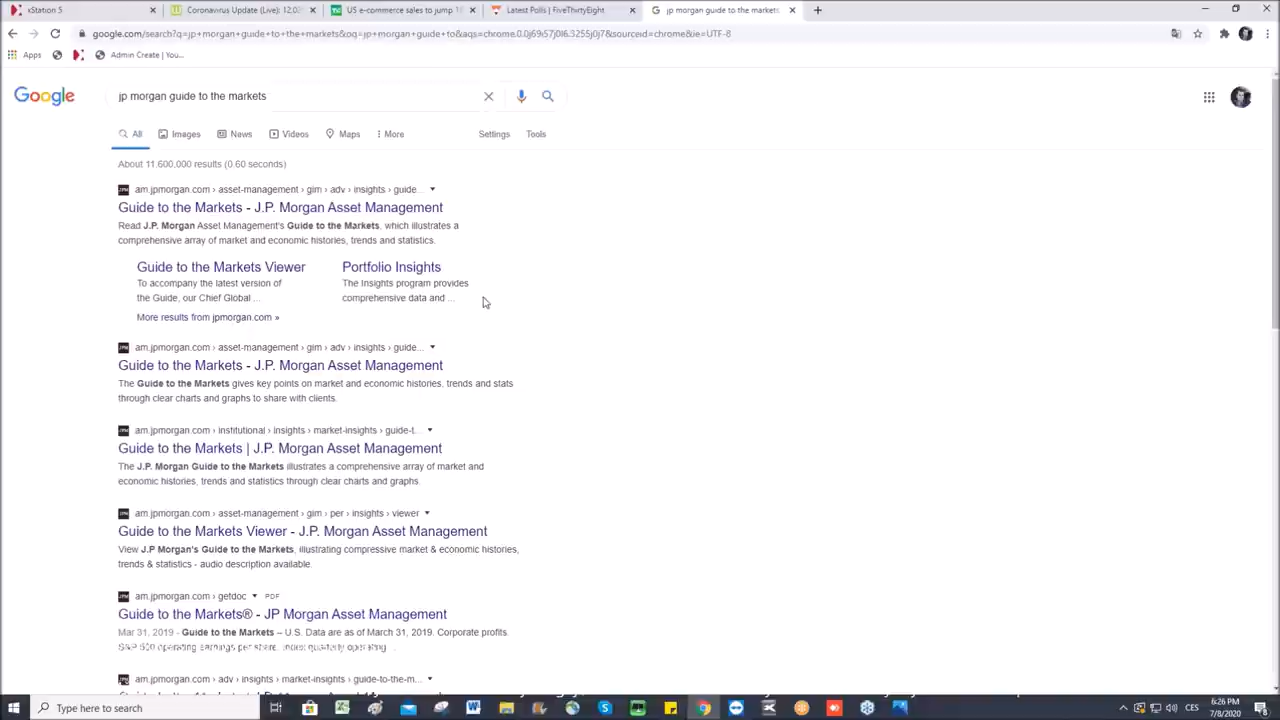 xStation 5
Coronavirus Update (Live): 12,02
US e-commerce sales to jump 18
Latest Polls | FiveThirtyEight
jp morgan guide to the markets
google.com/search?q=jp+morgan+guide+to+the+markets&oq=jp+morgan+guide+to&aqs=chrome.0.0j69i57j0l6.3255j0j7&sourceid=chrome&ie=UTF-8
Apps
Admin Create | You...
Google
jp morgan guide to the markets
All
Images
News
Videos
Maps
More
Settings
Tools
About 11,600,000 results (0.60 seconds)
am.jpmorgan.com › asset-management › gim › adv › insights › guide...
Guide to the Markets - J.P. Morgan Asset Management
Read J.P. Morgan Asset Management's Guide to the Markets, which illustrates a
comprehensive array of market and economic histories, trends and statistics.
Guide to the Markets Viewer
Portfolio Insights
To accompany the latest version of
The Insights program provides
the Guide, our Chief Global ...
comprehensive data and ...
More results from jpmorgan.com »
am.jpmorgan.com › asset-management › gim › adv › insights › guide...
Guide to the Markets - J.P. Morgan Asset Management
The Guide to the Markets gives key points on market and economic histories, trends and stats
through clear charts and graphs to share with clients.
am.jpmorgan.com › institutional › insights › market-insights › guide-t...
Guide to the Markets | J.P. Morgan Asset Management
The J.P. Morgan Guide to the Markets illustrates a comprehensive array of market and
economic histories, trends and statistics through clear charts and graphs.
am.jpmorgan.com › asset-management › gim › per › insights › viewer
Guide to the Markets Viewer - J.P. Morgan Asset Management
View J.P Morgan's Guide to the Markets, illustrating compressive market & economic histories,
trends & statistics - audio description available.
am.jpmorgan.com › getdoc
PDF
Guide to the Markets® - JP Morgan Asset Management
Mar 31, 2019 - Guide to the Markets – U.S. Data are as of March 31, 2019. Corporate profits.
S&P 500 operating earnings per share. Index quarterly operating ...
am.jpmorgan.com › adv › insights › market-insights › guide-to-the-m...
Type here to search
CES
6:26 PM
7/8/2020